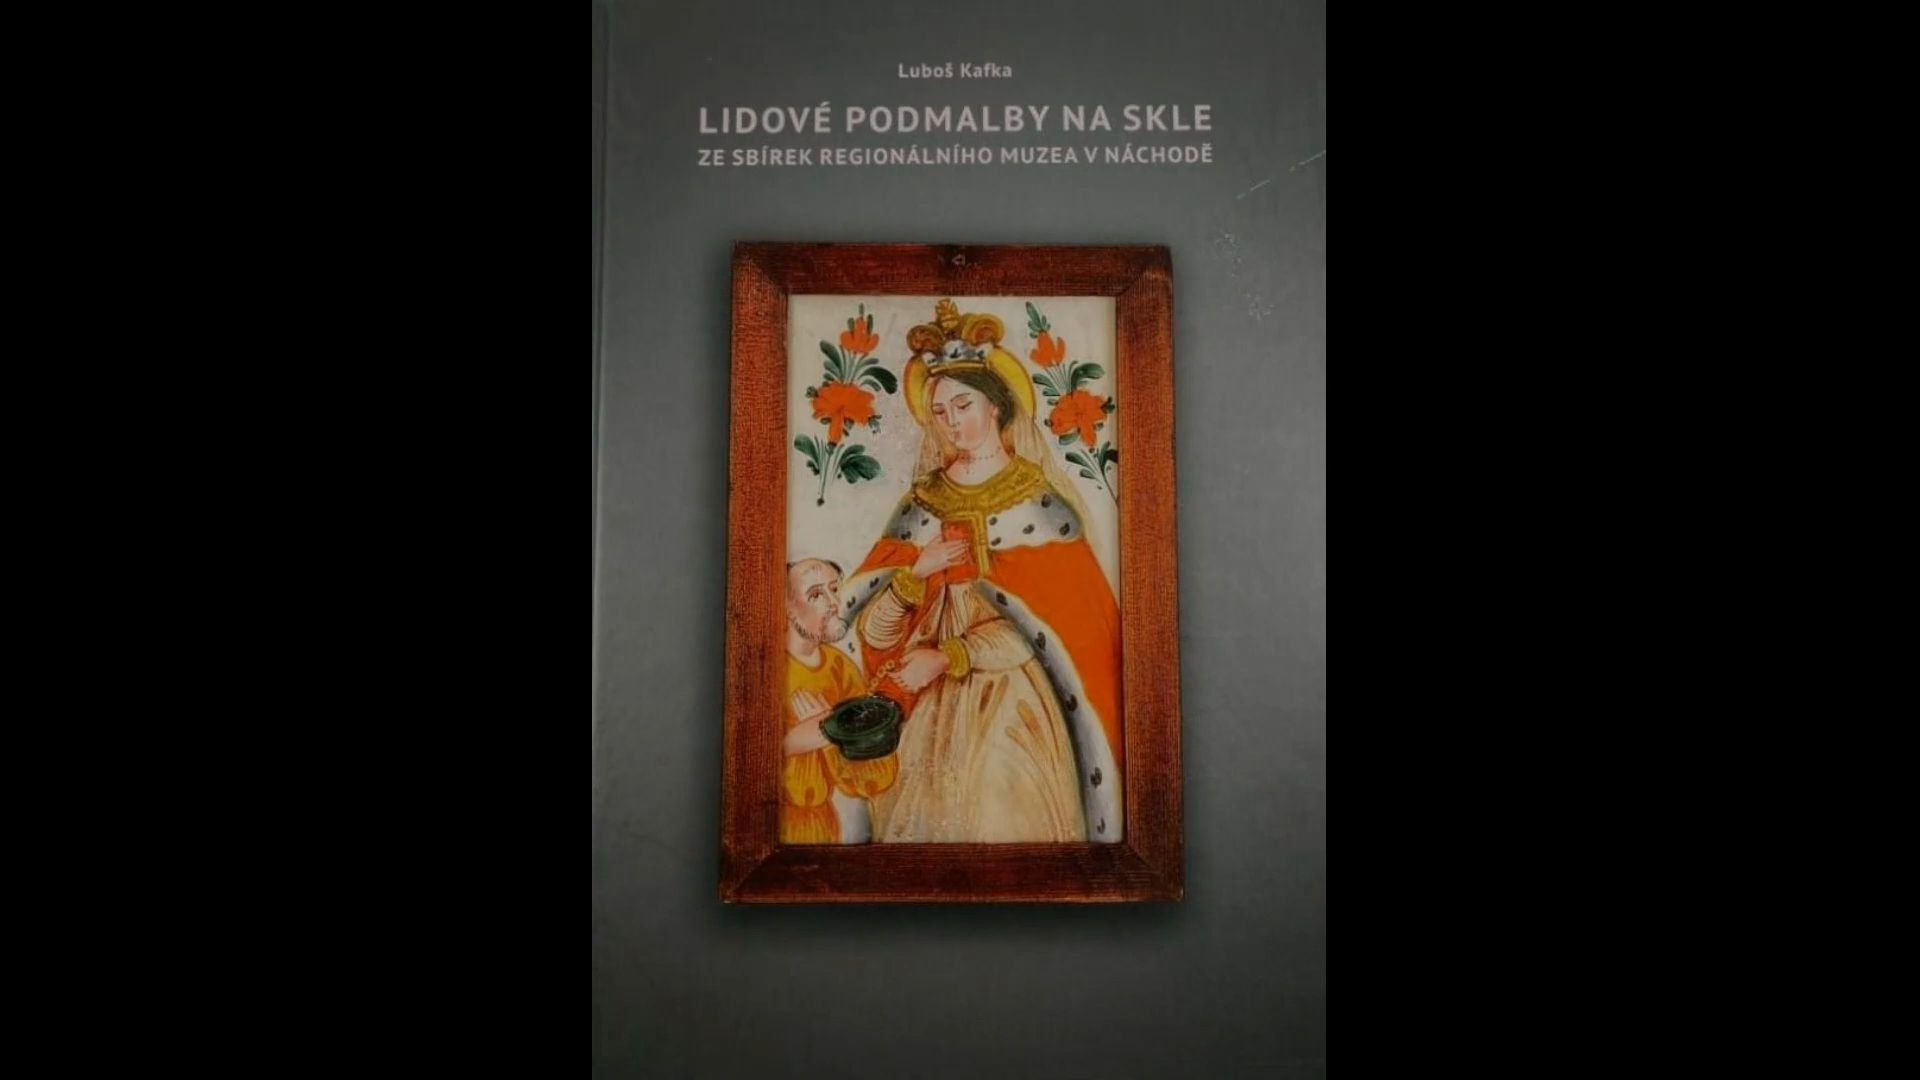 Luboš Kafka
LIDOVÉ PODMALBY NA SKLE
ZE SBÍREK REGIONÁLNÍHO MUZEA V NÁCHODĚ